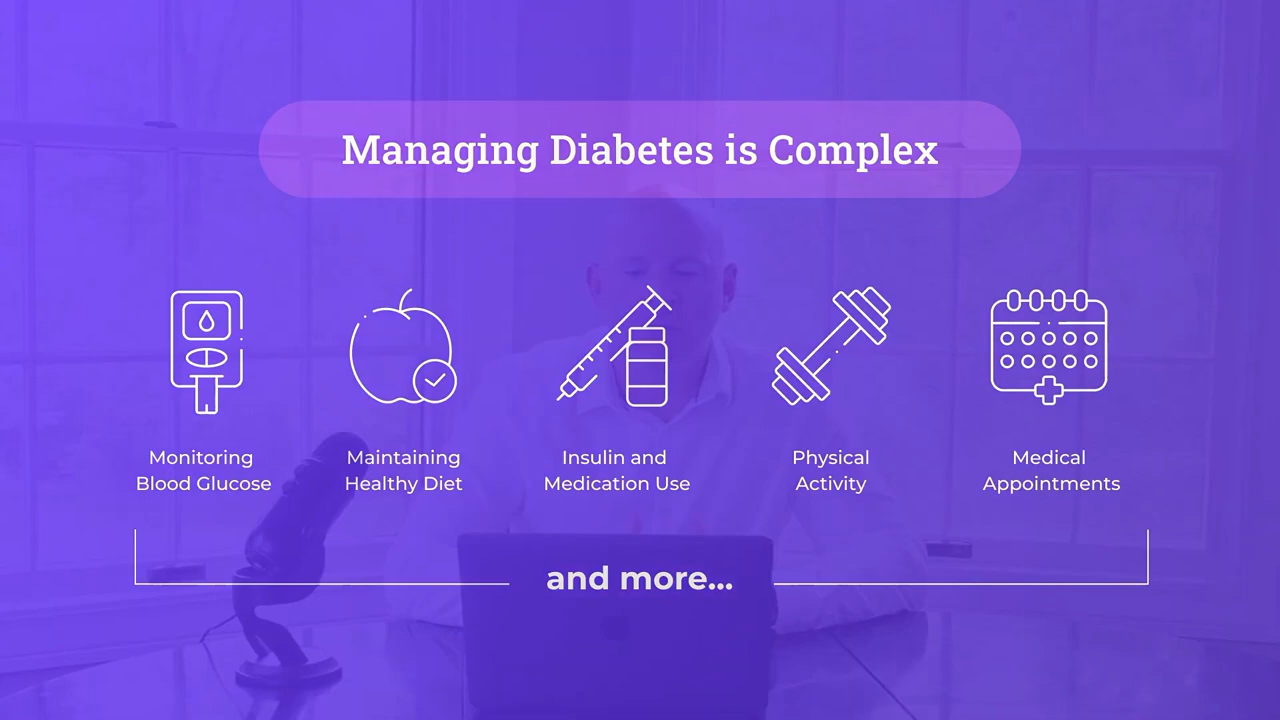 Managing Diabetes is Complex
Monitoring
Blood Glucose
Maintaining
Healthy Diet
Insulin and
Medication Use
Physical
Activity
Medical
Appointments
and more...